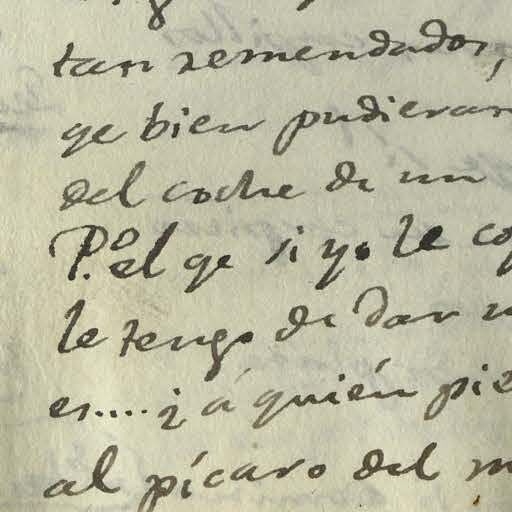 tan remendados,
qe bien pudieran
del coche de un
P.o el qe si yo le co
le tengo de dar
es.... ¿á quién pie
al pícaro del m